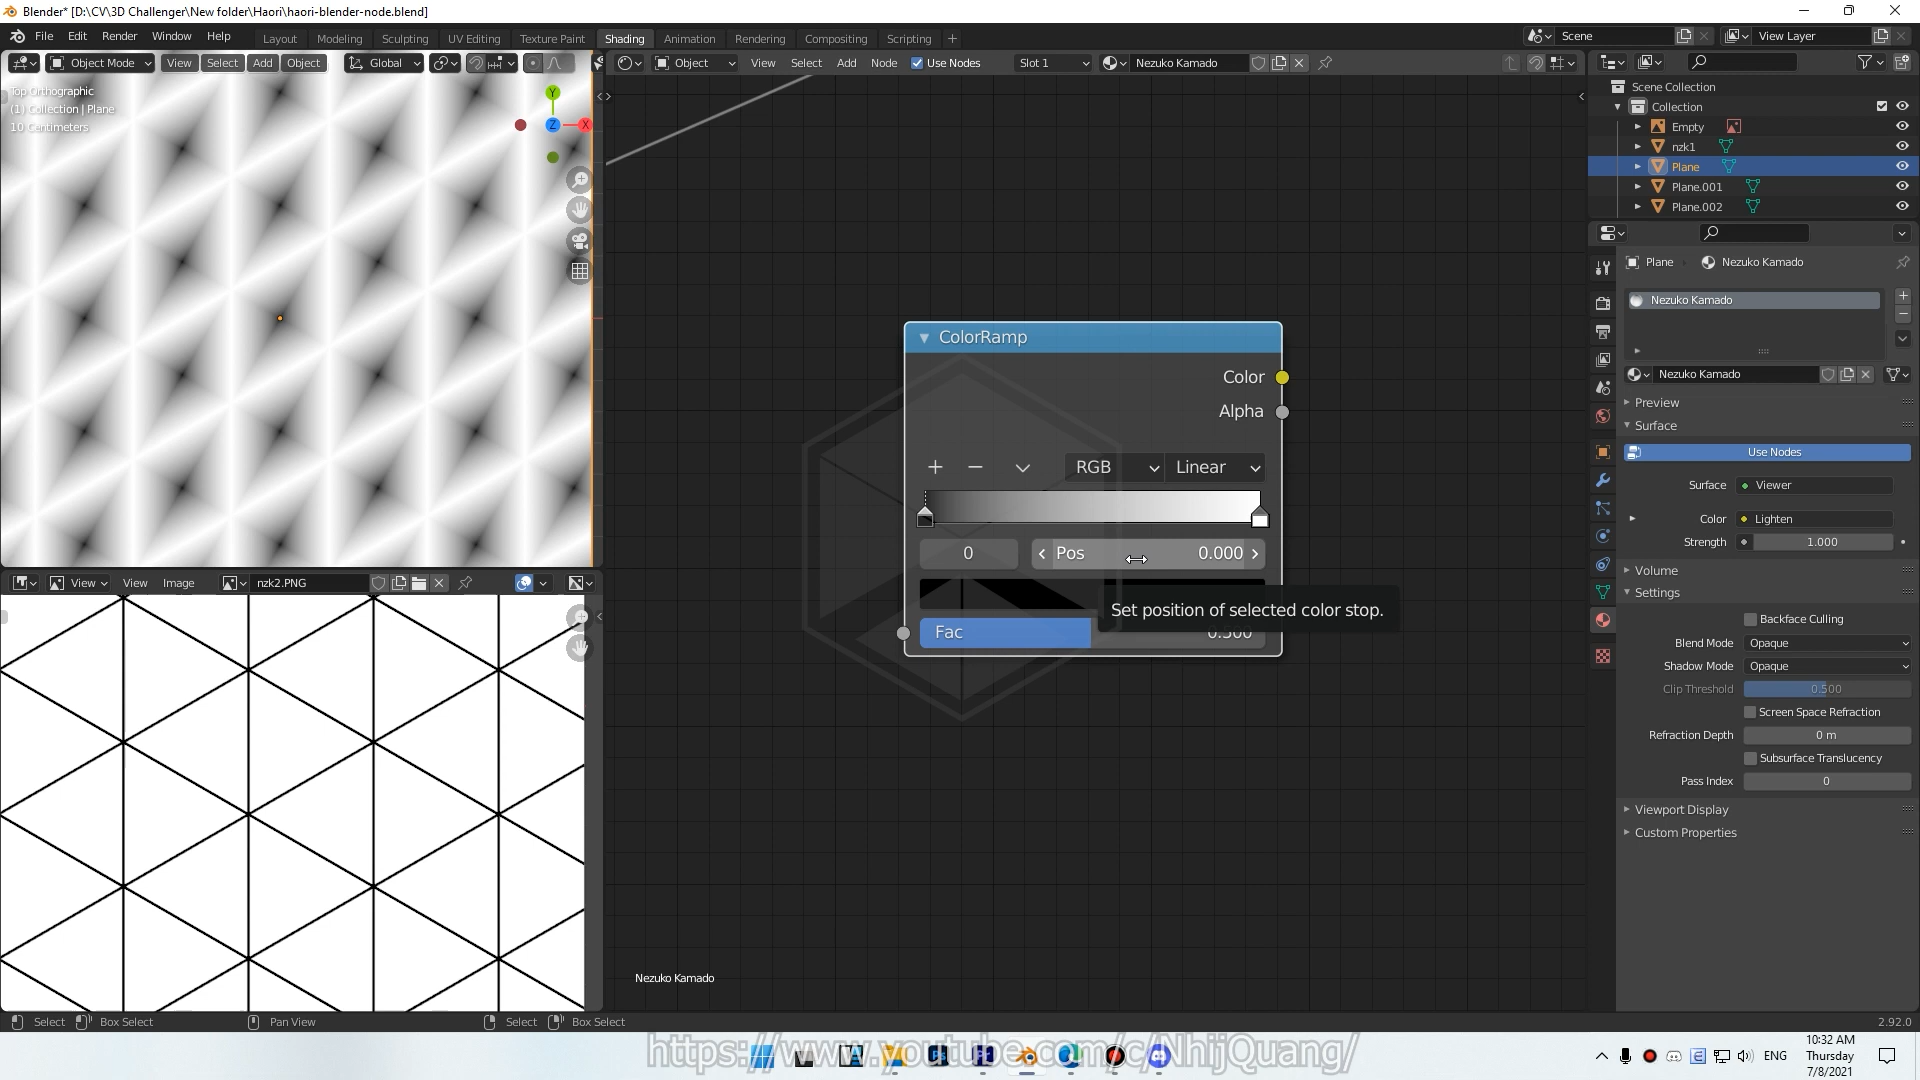 Blender* [D:\CV\3D Challenger\New folder\Haori\haori-blender-node.blend]
File Edit Render Window Help Layout Modeling Sculpting UV Editing Texture Paint Shading Animation Rendering Compositing Scripting + Scene View Layer
Object Mode View Select Add Object Global Object View Select Add Node Use Nodes Slot 1 Nezuko Kamado
Top Orthographic
(1) Collection | Plane
10 Centimeters
Y
Z
X
Scene Collection
Collection
Empty
nzk1
Plane
Plane.001
Plane.002
Plane Nezuko Kamado
Nezuko Kamado
Nezuko Kamado
Preview
Surface
Use Nodes
Surface Viewer
Color Lighten
Strength 1.000
Volume
Settings
Backface Culling
Blend Mode Opaque
Shadow Mode Opaque
Clip Threshold 0.500
Screen Space Refraction
Refraction Depth 0 m
Subsurface Translucency
Pass Index 0
Viewport Display
Custom Properties
ColorRamp
Color
Alpha
+ − RGB Linear
0 Pos 0.000
Set position of selected color stop.
Fac 0.500
View View Image nzk2.PNG
Nezuko Kamado
Select Box Select Pan View Select Box Select 2.92.0
https://www.youtube.com/c/NhijQuang/
ENG
10:32 AM
Thursday
7/8/2021